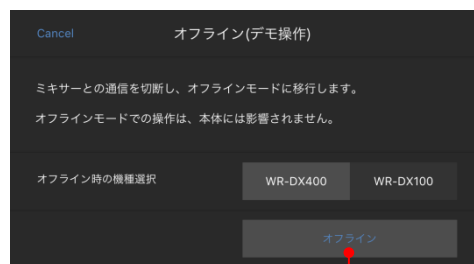 Cancel オフライン(デモ操作)
ミキサーとの通信を切断し、オフラインモードに移行します。
オフラインモードでの操作は、本体には影響されません。
オフライン時の機種選択 WR-DX400 WR-DX100
オフライン